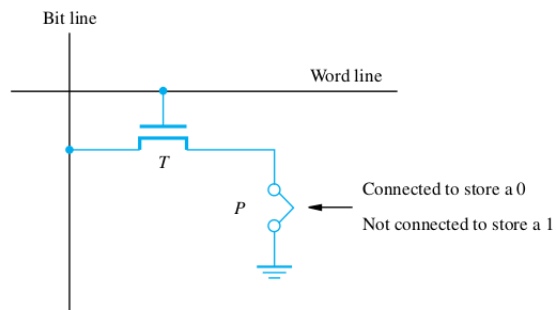 Bit line
Word line
T
P
Connected to store a 0
Not connected to store a 1